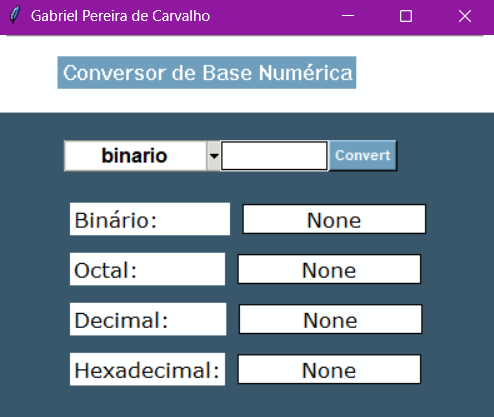 Gabriel Pereira de Carvalho
Conversor de Base Numérica
binario Convert
Binário: None
Octal: None
Decimal: None
Hexadecimal: None